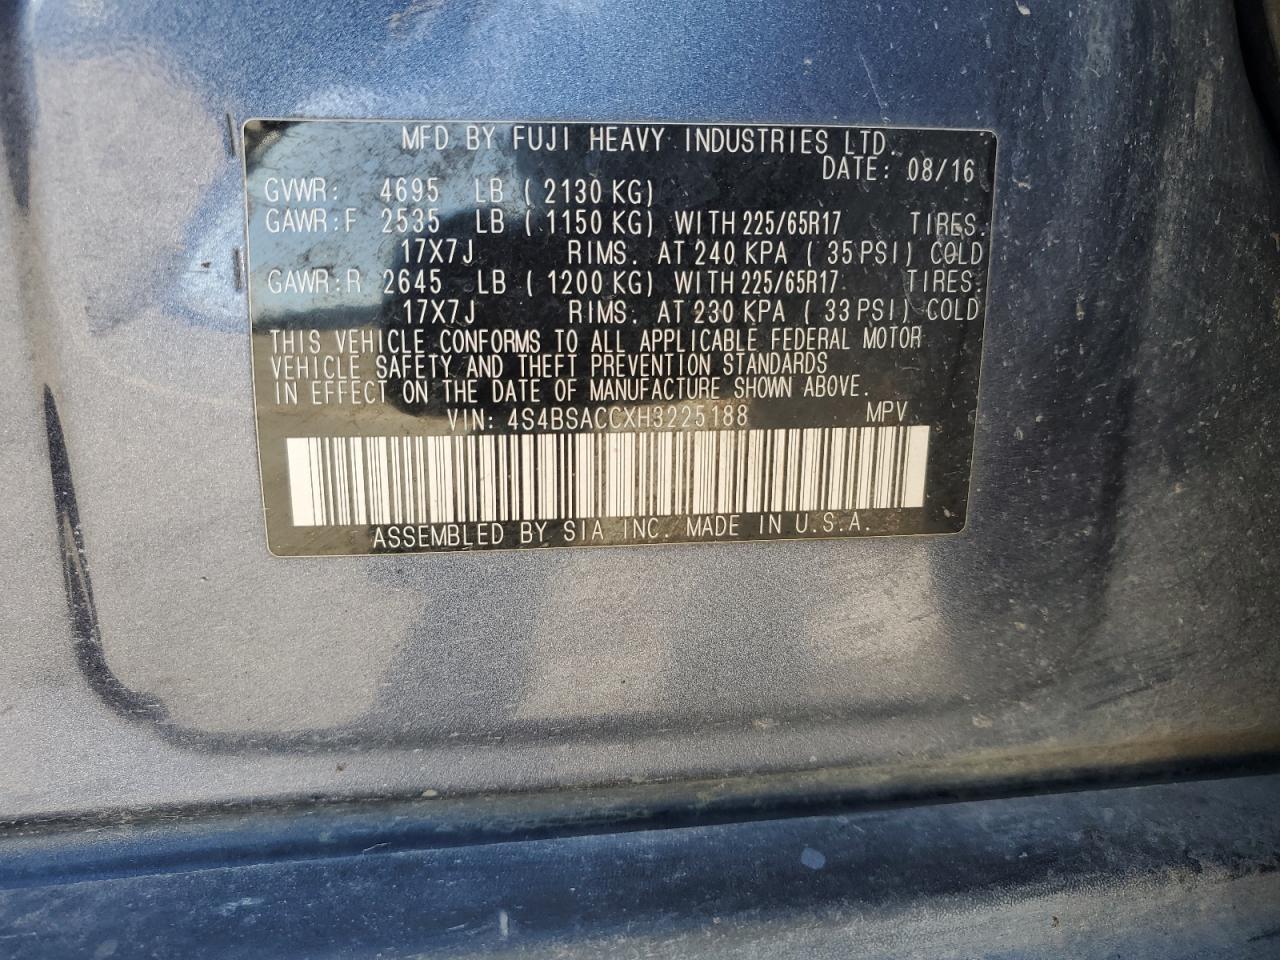 MFD BY FUJI HEAVY INDUSTRIES LTD.
DATE: 08/16
GVWR: 4695 LB ( 2130 KG)
GAWR:F 2535 LB ( 1150 KG) WITH 225/65R17 TIRES.
17X7J RIMS. AT 240 KPA ( 35 PSI) COLD
GAWR:R 2645 LB ( 1200 KG) WITH 225/65R17 TIRES.
17X7J RIMS. AT 230 KPA ( 33 PSI) COLD
THIS VEHICLE CONFORMS TO ALL APPLICABLE FEDERAL MOTOR
VEHICLE SAFETY AND THEFT PREVENTION STANDARDS
IN EFFECT ON THE DATE OF MANUFACTURE SHOWN ABOVE.
VIN: 4S4BSACCXH3225188 MPV
ASSEMBLED BY SIA INC. MADE IN U.S.A.